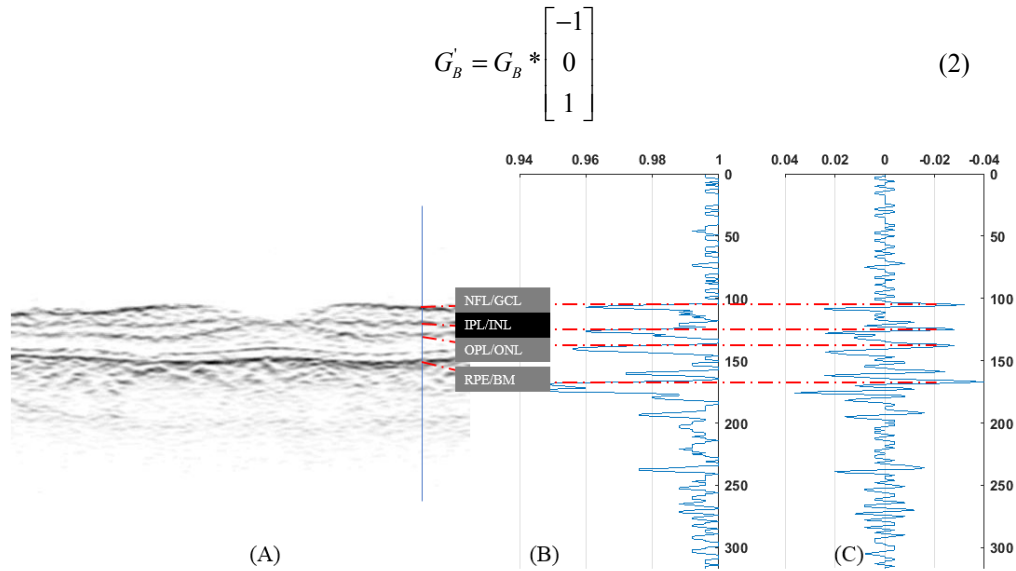 G'_B = G_B * [-1 0 1] (2)
0.94 0.96 0.98 1 0.04 0.02 0 -0.02 -0.04
0 0
50 50
100 100
NFL/GCL
IPL/INL
OPL/ONL
150 150
RPE/BM
200 200
250 250
300 300
(A) (B) (C)